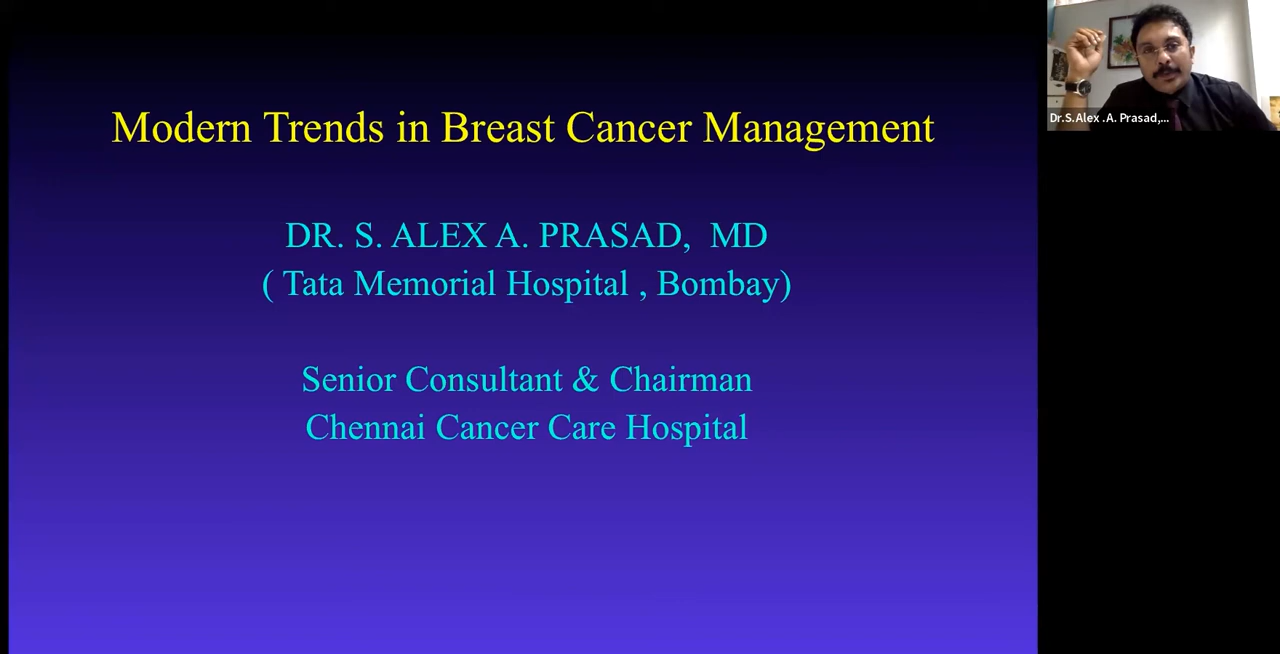 Modern Trends in Breast Cancer Management
DR. S. ALEX A. PRASAD, MD
( Tata Memorial Hospital , Bombay)
Senior Consultant & Chairman
Chennai Cancer Care Hospital
Dr.S.Alex .A. Prasad,...